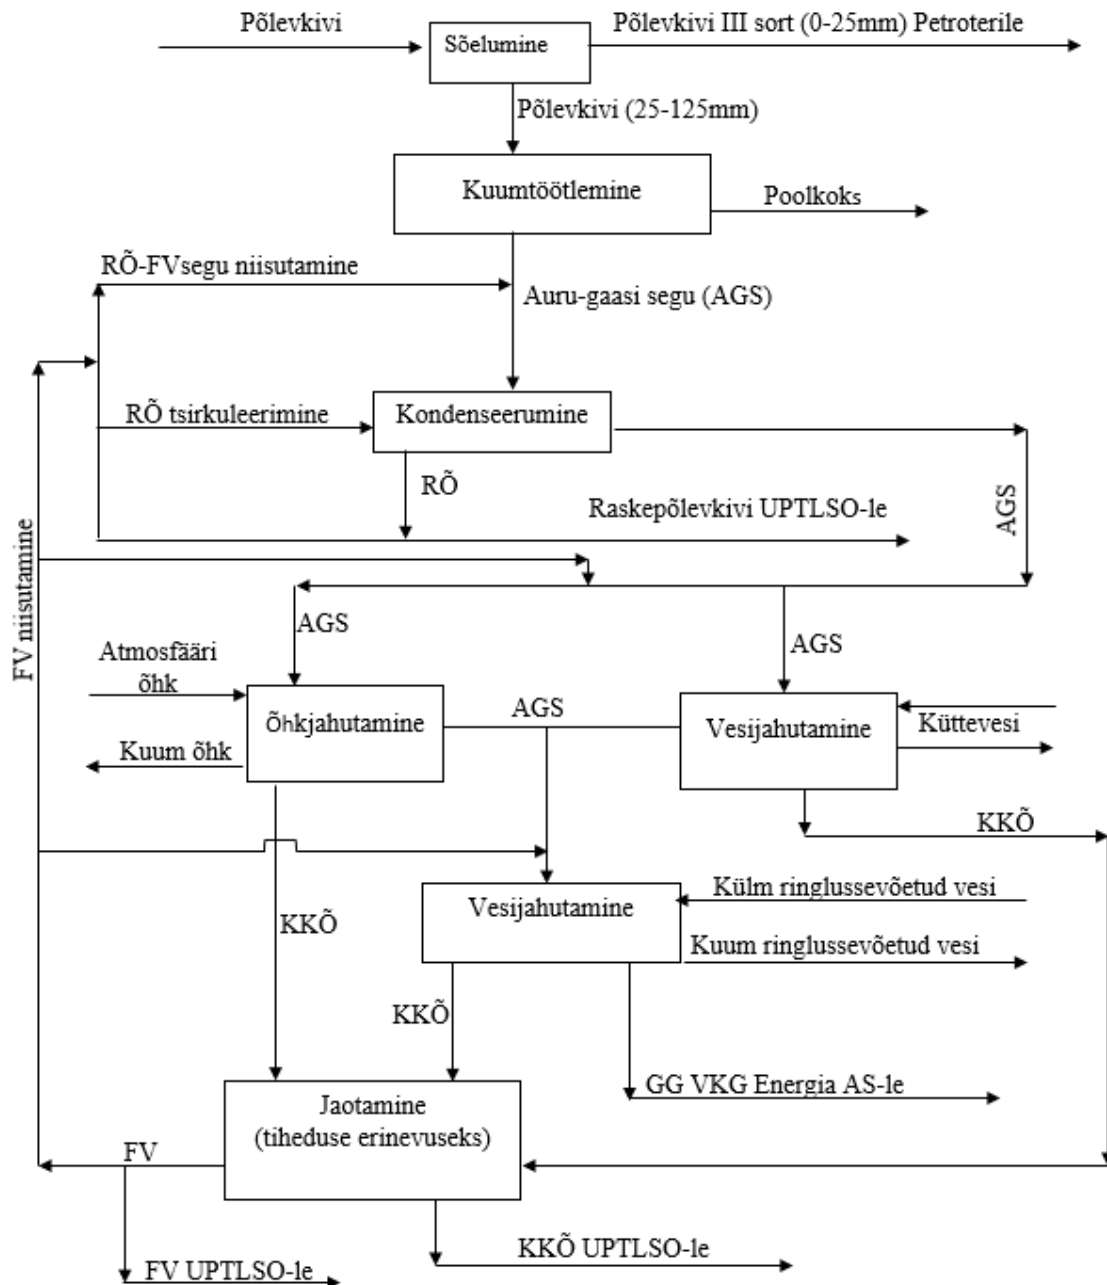 Põlevkivi
Põlevkivi III sort (0-25mm) Petroterile
Sõelumine
Põlevkivi (25-125mm)
Kuumtöötlemine
Poolkoks
RÕ-FVsegu niisutamine
Auru-gaasi segu (AGS)
RÕ tsirkuleerimine
Kondenseerumine
RÕ
AGS
Raskepõlevkivi UPTLSO-le
FV niisutamine
AGS
AGS
Atmosfääri
õhk
Õhkjahutamine
AGS
Vesijahutamine
Küttevesi
Kuum õhk
KKÕ
Vesijahutamine
Külm ringlussevõetud vesi
KKÕ
Kuum ringlussevõetud vesi
KKÕ
GG VKG Energia AS-le
Jaotamine
(tiheduse erinevuseks)
FV
KKÕ UPTLSO-le
FV UPTLSO-le